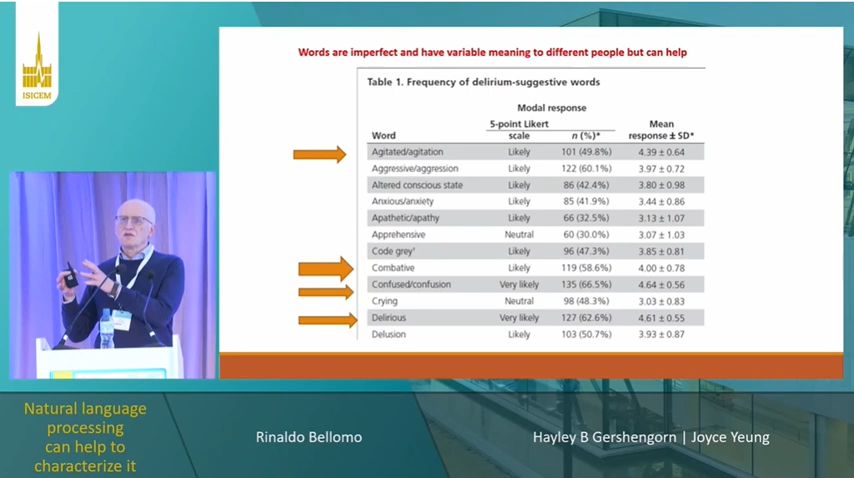 ISICEM
Words are imperfect and have variable meaning to different people but can help
Table 1. Frequency of delirium-suggestive words
Modal response
5-point Likert Mean
Word scale n (%)* response ± SD*
Agitated/agitation Likely 101 (49.8%) 4.39 ± 0.64
Aggressive/aggression Likely 122 (60.1%) 3.97 ± 0.72
Altered conscious state Likely 86 (42.4%) 3.80 ± 0.98
Anxious/anxiety Likely 85 (41.9%) 3.44 ± 0.86
Apathetic/apathy Likely 66 (32.5%) 3.13 ± 1.07
Apprehensive Neutral 60 (30.0%) 3.07 ± 1.03
Code grey† Likely 96 (47.3%) 3.85 ± 0.81
Combative Likely 119 (58.6%) 4.00 ± 0.78
Confused/confusion Very likely 135 (66.5%) 4.64 ± 0.56
Crying Neutral 98 (48.3%) 3.03 ± 0.83
Delirious Very likely 127 (62.6%) 4.61 ± 0.55
Delusion Likely 103 (50.7%) 3.93 ± 0.87
Natural language
processing
can help to
characterize it
Rinaldo Bellomo
Hayley B Gershengorn | Joyce Yeung